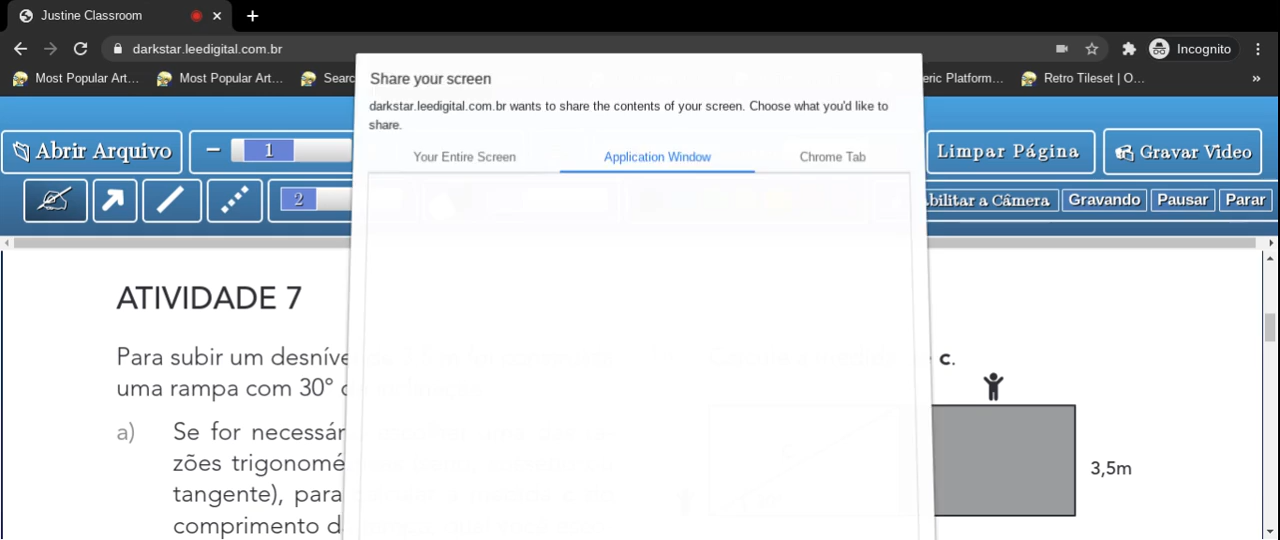 Justine Classroom
darkstar.leedigital.com.br
Incognito
Most Popular Art…
Most Popular Art…
Searc
eric Platform…
Retro Tileset | O…
»
Share your screen
darkstar.leedigital.com.br wants to share the contents of your screen. Choose what you'd like to
share.
Your Entire Screen
Application Window
Chrome Tab
Abrir Arquivo
1
Limpar Página
Gravar Video
2
bilitar a Câmera
Gravando
Pausar
Parar
ATIVIDADE 7
Para subir um desníve
c.
uma rampa com 30°
a) Se for necessár
zões trigonomé
tangente), para
comprimento d
3,5m